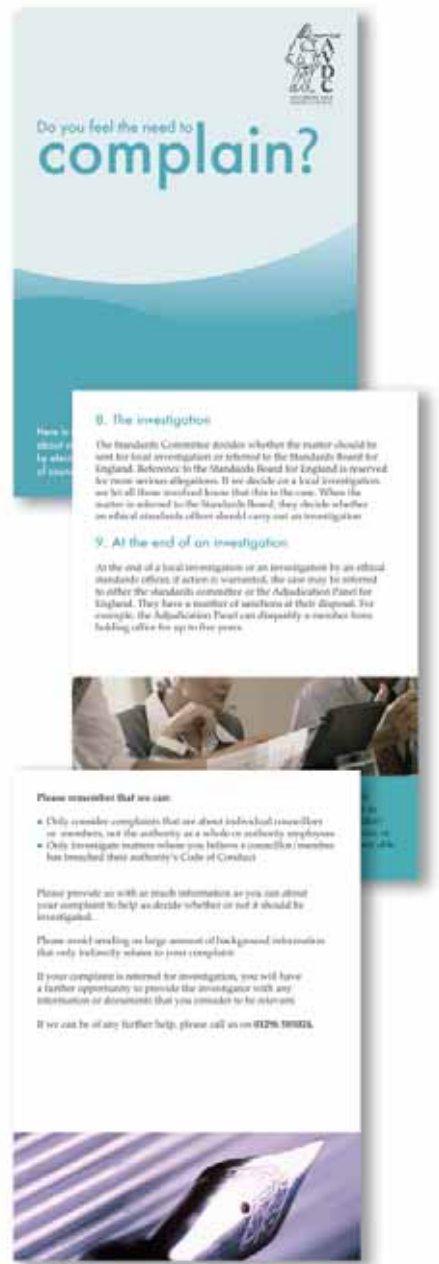 AVDC
Do you feel the need to
complain?
Here is
about
by elec
of coun
8. The investigation
The Standards Committee decides whether the matter should be
sent for local investigation or referred to the Standards Board for
England. Reference to the Standards Board for England is reserved
for more serious allegations. If we decide on a local investigation,
we let all those involved know that this is the case. When the
matter is referred to the Standards Board, they decide whether
an ethical standards officer should carry out an investigation
9. At the end of an investigation
At the end of a local investigation or an investigation by an ethical
standards officer, if action is warranted, the case may be referred
to either the standards committee or the Adjudication Panel for
England. They have a number of sanctions at their disposal. For
example, the Adjudication Panel can disqualify a member from
holding office for up to five years.
Please remember that we can:
• Only consider complaints that are about individual councillors
or members, not the authority as a whole or authority employees
• Only investigate matters where you believe a councillor/member
has breached their authority's Code of Conduct
Please provide us with as much information as you can about
your complaint to help us decide whether or not it should be
investigated.
Please avoid sending us large amount of background information
that only indirectly relates to your complaint
If your complaint is referred for investigation, you will have
a further opportunity to provide the investigator with any
information or documents that you consider to be relevant
If we can be of any further help, please call us on